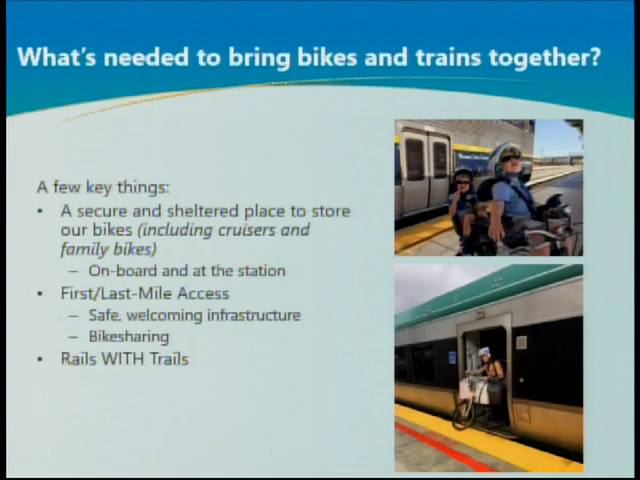 What's needed to bring bikes and trains together?
A few key things:
• A secure and sheltered place to store
our bikes (including cruisers and
family bikes)
– On-board and at the station
• First/Last-Mile Access
– Safe, welcoming infrastructure
– Bikesharing
• Rails WITH Trails